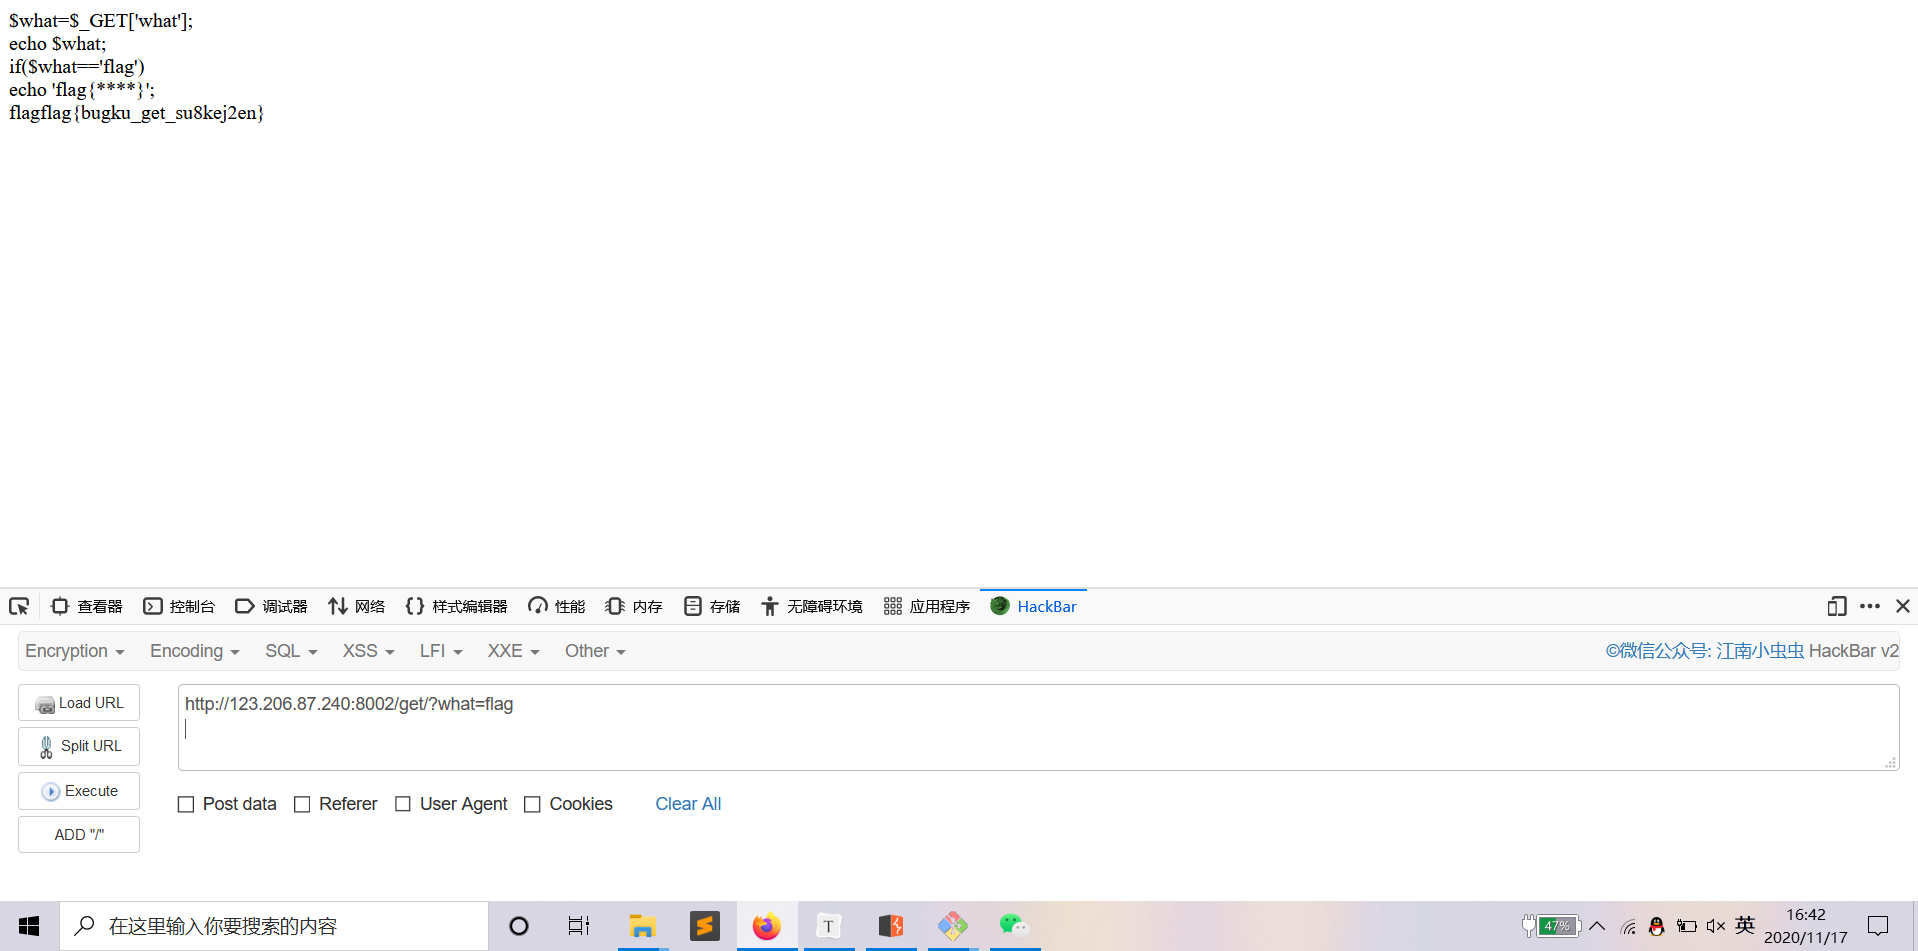 $what=$_GET['what'];
echo $what;
if($what=='flag')
echo 'flag{****}';
flagflag{bugku_get_su8kej2en}
查看器 控制台 调试器 网络 样式编辑器 性能 内存 存储 无障碍环境 应用程序 HackBar
Encryption Encoding SQL XSS LFI XXE Other ©微信公众号: 江南小虫虫 HackBar v2
Load URL
http://123.206.87.240:8002/get/?what=flag
Split URL
Execute
Post data Referer User Agent Cookies Clear All
ADD "/"
在这里输入你要搜索的内容
T
47%
英
16:42
2020/11/17